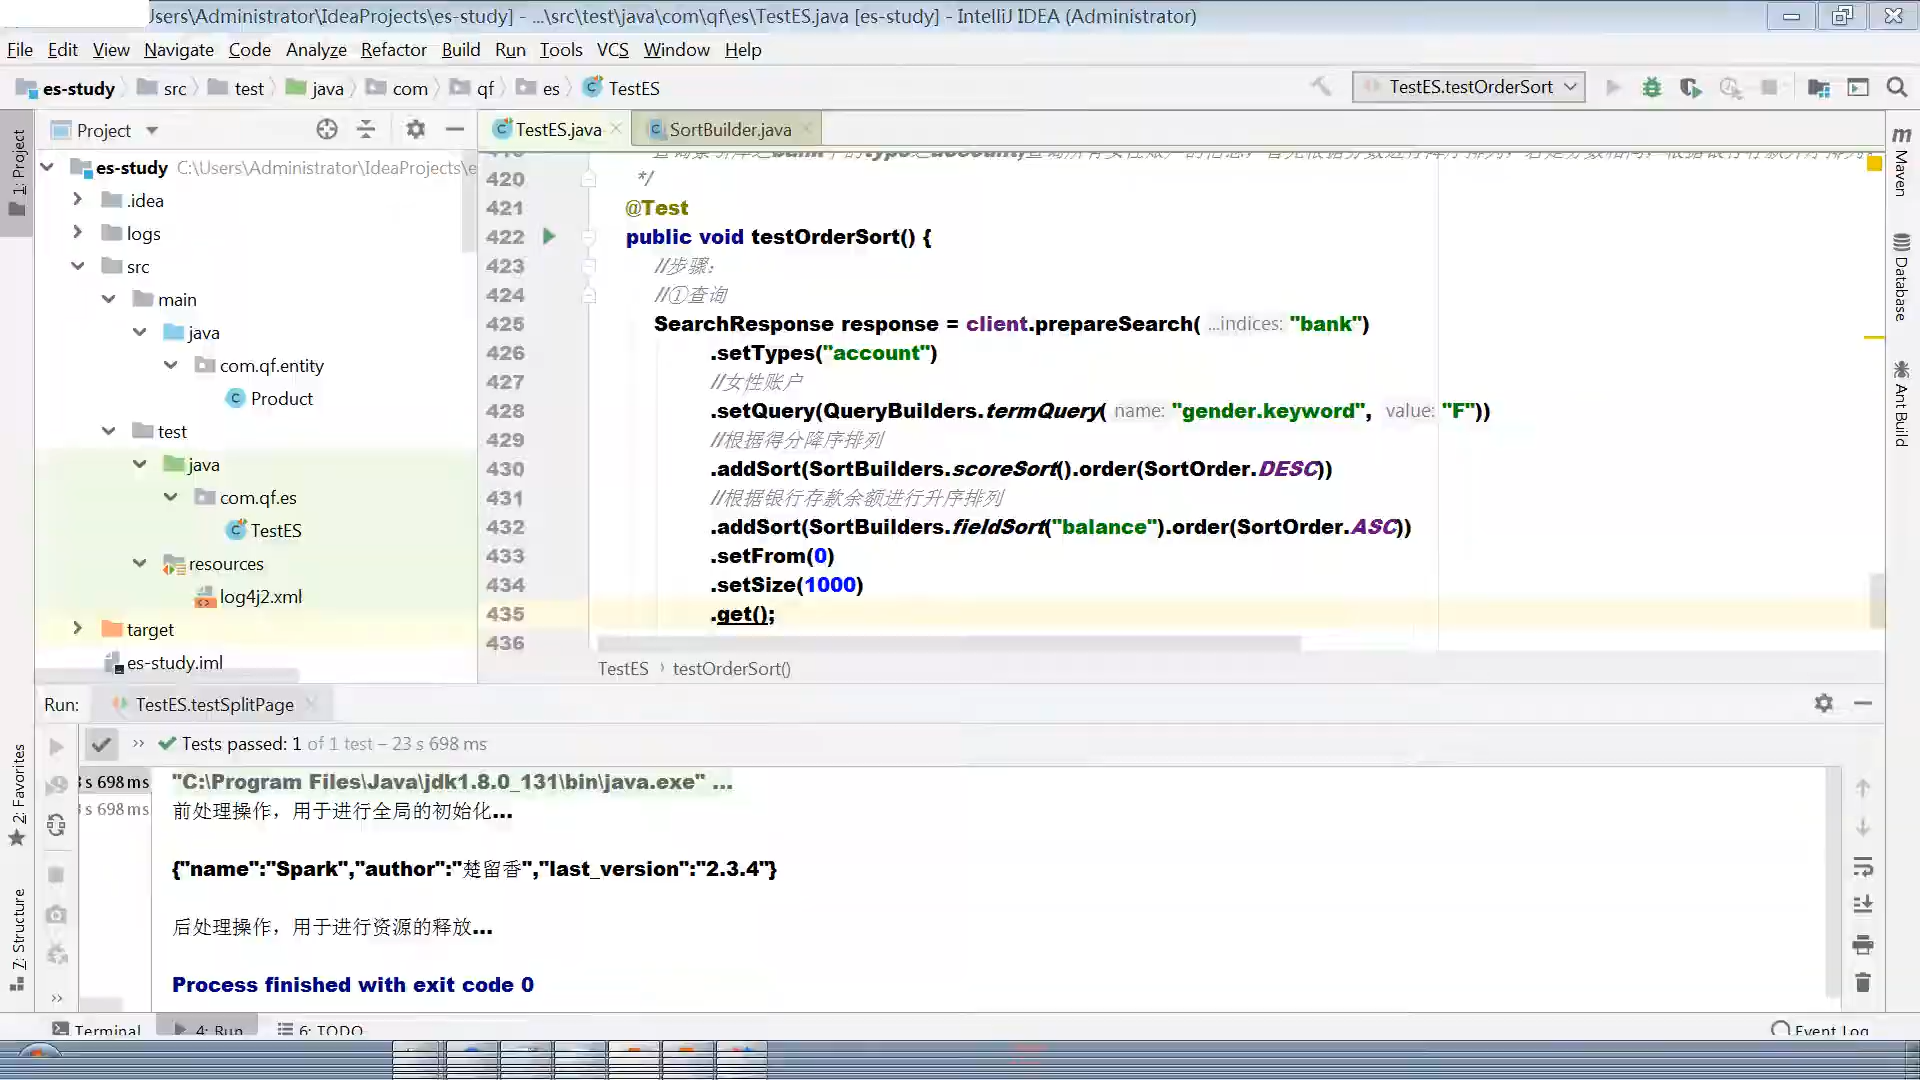 Jsers\Administrator\IdeaProjects\es-study] - ...\src\test\java\com\qf\es\TestES.java [es-study] - IntelliJ IDEA (Administrator)
File Edit View Navigate Code Analyze Refactor Build Run Tools VCS Window Help
es-study src test java com qf es TestES TestES.testOrderSort
Project TestES.java SortBuilder.java
es-study C:\Users\Administrator\IdeaProjects\e
.idea
logs
src
main
java
com.qf.entity
Product
test
java
com.qf.es
TestES
resources
log4j2.xml
target
es-study.iml
420 */
421 @Test
422 public void testOrderSort() {
423 //步骤：
424 //①查询
425 SearchResponse response = client.prepareSearch( ...indices: "bank")
426 .setTypes("account")
427 //女性账户
428 .setQuery(QueryBuilders.termQuery( name: "gender.keyword", value: "F"))
429 //根据得分降序排列
430 .addSort(SortBuilders.scoreSort().order(SortOrder.DESC))
431 //根据银行存款余额进行升序排列
432 .addSort(SortBuilders.fieldSort("balance").order(SortOrder.ASC))
433 .setFrom(0)
434 .setSize(1000)
435 .get();
436
TestES › testOrderSort()
1: Project
2: Favorites
7: Structure
Maven
Database
Ant Build
Run: TestES.testSplitPage
Tests passed: 1 of 1 test – 23 s 698 ms
s 698 ms
s 698 ms
"C:\Program Files\Java\jdk1.8.0_131\bin\java.exe" ...
前处理操作，用于进行全局的初始化...
{"name":"Spark","author":"楚留香","last_version":"2.3.4"}
后处理操作，用于进行资源的释放...
Process finished with exit code 0
Terminal 4: Run 6: TODO Event Log